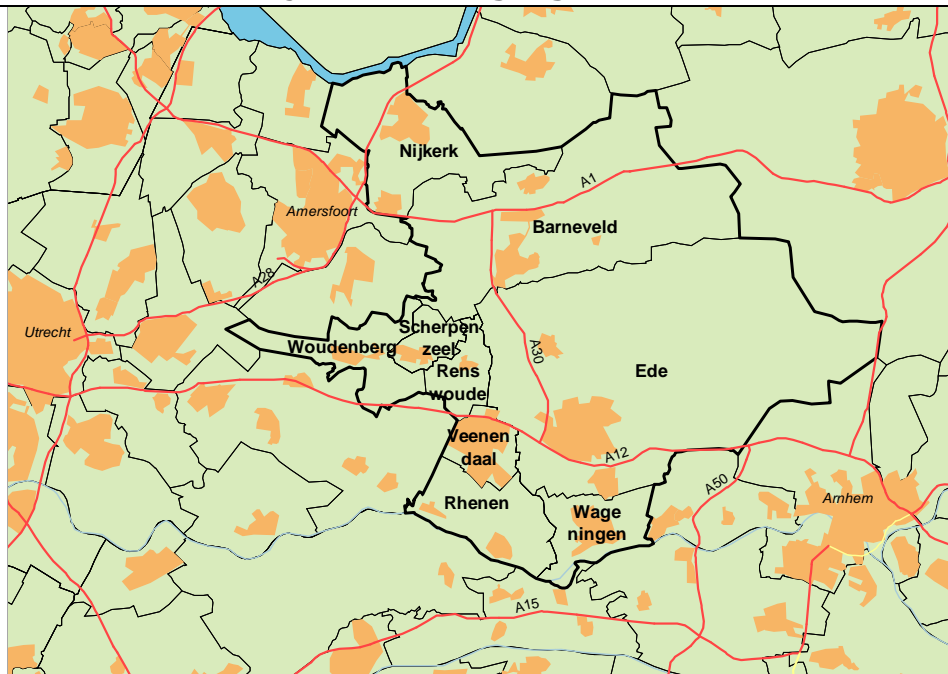 Nijkerk
A1
Amersfoort
Barneveld
A28
Utrecht
Scherpen
zeel
Woudenberg
A30
Rens
woude
Ede
Veenen
daal
A12
A50
Rhenen
Wage
ningen
Arnhem
A15